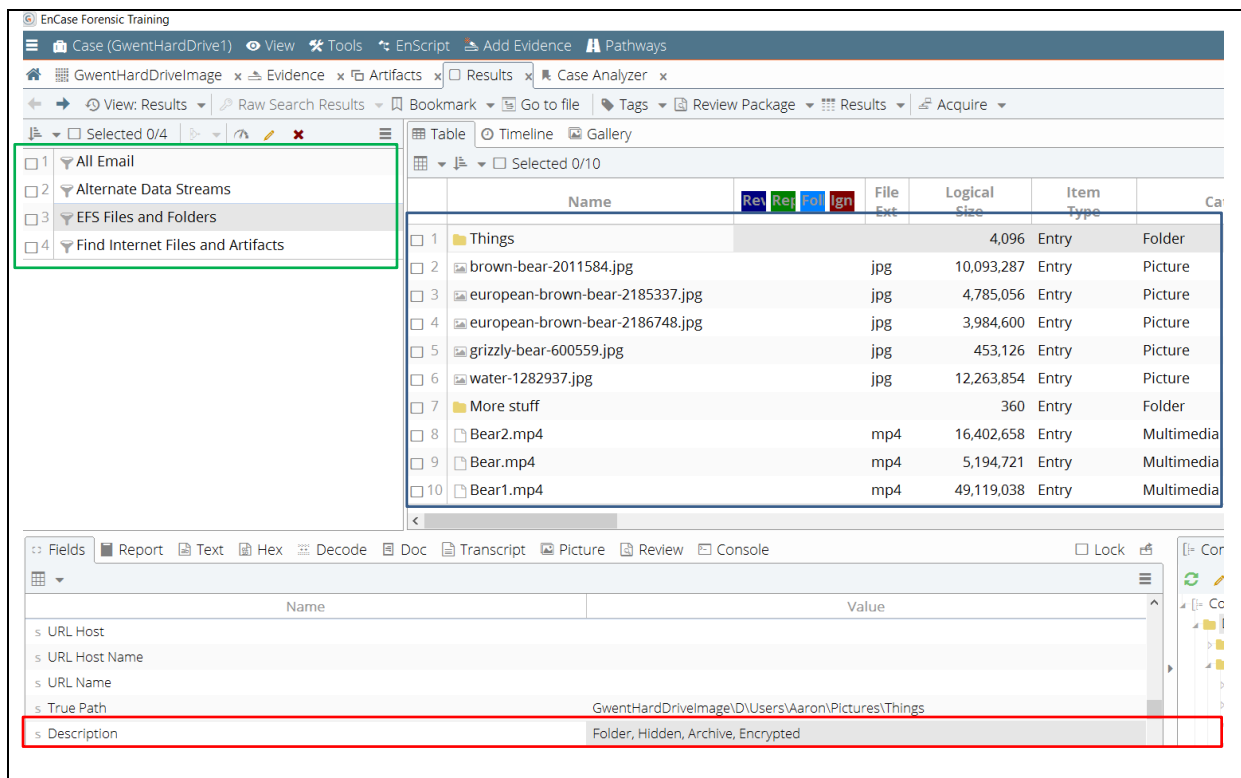 EnCase Forensic Training
Case (GwentHardDrive1) View Tools EnScript Add Evidence Pathways
GwentHardDriveImage x Evidence x Artifacts x Results x Case Analyzer x
View: Results Raw Search Results Bookmark Go to file Tags Review Package Results Acquire
Selected 0/4
1 All Email
2 Alternate Data Streams
3 EFS Files and Folders
4 Find Internet Files and Artifacts
Table Timeline Gallery
Selected 0/10
Name Rev Rep Fol Ign File Ext Logical Size Item Type Cat
1 Things 4,096 Entry Folder
2 brown-bear-2011584.jpg jpg 10,093,287 Entry Picture
3 european-brown-bear-2185337.jpg jpg 4,785,056 Entry Picture
4 european-brown-bear-2186748.jpg jpg 3,984,600 Entry Picture
5 grizzly-bear-600559.jpg jpg 453,126 Entry Picture
6 water-1282937.jpg jpg 12,263,854 Entry Picture
7 More stuff 360 Entry Folder
8 Bear2.mp4 mp4 16,402,658 Entry Multimedia
9 Bear.mp4 mp4 5,194,721 Entry Multimedia
10 Bear1.mp4 mp4 49,119,038 Entry Multimedia
Fields Report Text Hex Decode Doc Transcript Picture Review Console Lock Cor
Name Value
s URL Host
s URL Host Name
s URL Name
s True Path GwentHardDriveImage\D\Users\Aaron\Pictures\Things
s Description Folder, Hidden, Archive, Encrypted